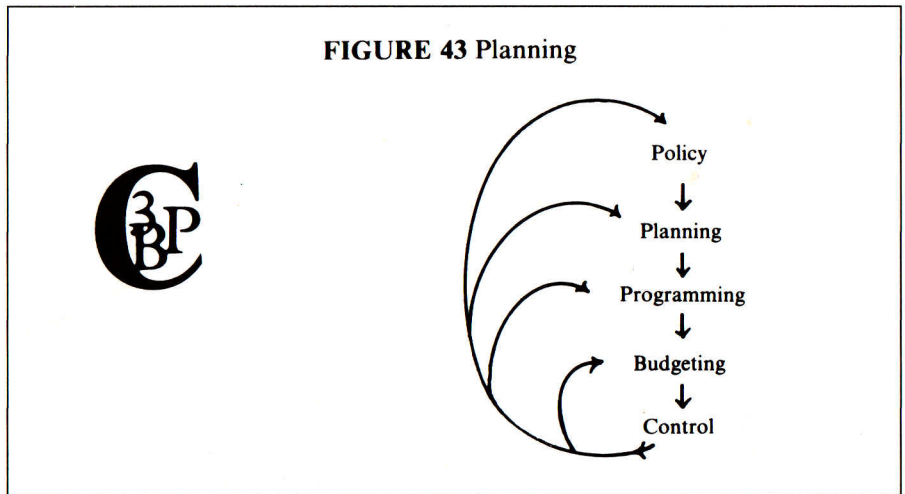 FIGURE 43 Planning
C3BP
Policy
Planning
Programming
Budgeting
Control